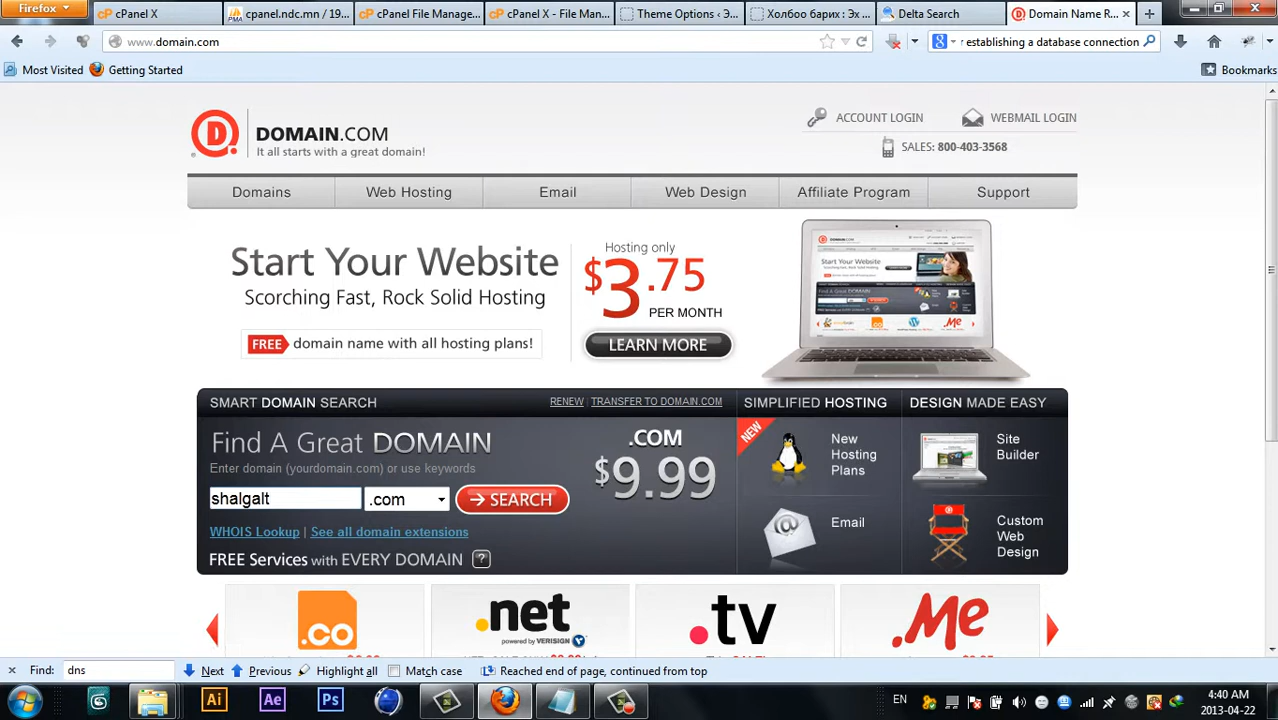 Firefox
cPanel X
cpanel.ndc.mn / 19...
cPanel File Manage...
cPanel X - File Man...
Theme Options ‹ Э...
Холбоо барих : Эх ...
Delta Search
Domain Name R...
www.domain.com
r establishing a database connection
Most Visited
Getting Started
Bookmarks
DOMAIN.COM
It all starts with a great domain!
ACCOUNT LOGIN
WEBMAIL LOGIN
SALES: 800-403-3568
Domains
Web Hosting
Email
Web Design
Affiliate Program
Support
Start Your Website
Scorching Fast, Rock Solid Hosting
FREE domain name with all hosting plans!
Hosting only
$3.75
PER MONTH
LEARN MORE
SMART DOMAIN SEARCH
RENEW | TRANSFER TO DOMAIN.COM
SIMPLIFIED HOSTING
DESIGN MADE EASY
Find A Great DOMAIN
Enter domain (yourdomain.com) or use keywords
shalgalt
.com
SEARCH
WHOIS Lookup | See all domain extensions
FREE Services with EVERY DOMAIN ?
.COM
$9.99
NEW
New
Hosting
Plans
Email
Site
Builder
Custom
Web
Design
.co
.net
powered by VERISIGN
.tv
.Me
Find: dns
Next
Previous
Highlight all
Match case
Reached end of page, continued from top
Ai
Ae
Ps
EN
4:40 AM
2013-04-22